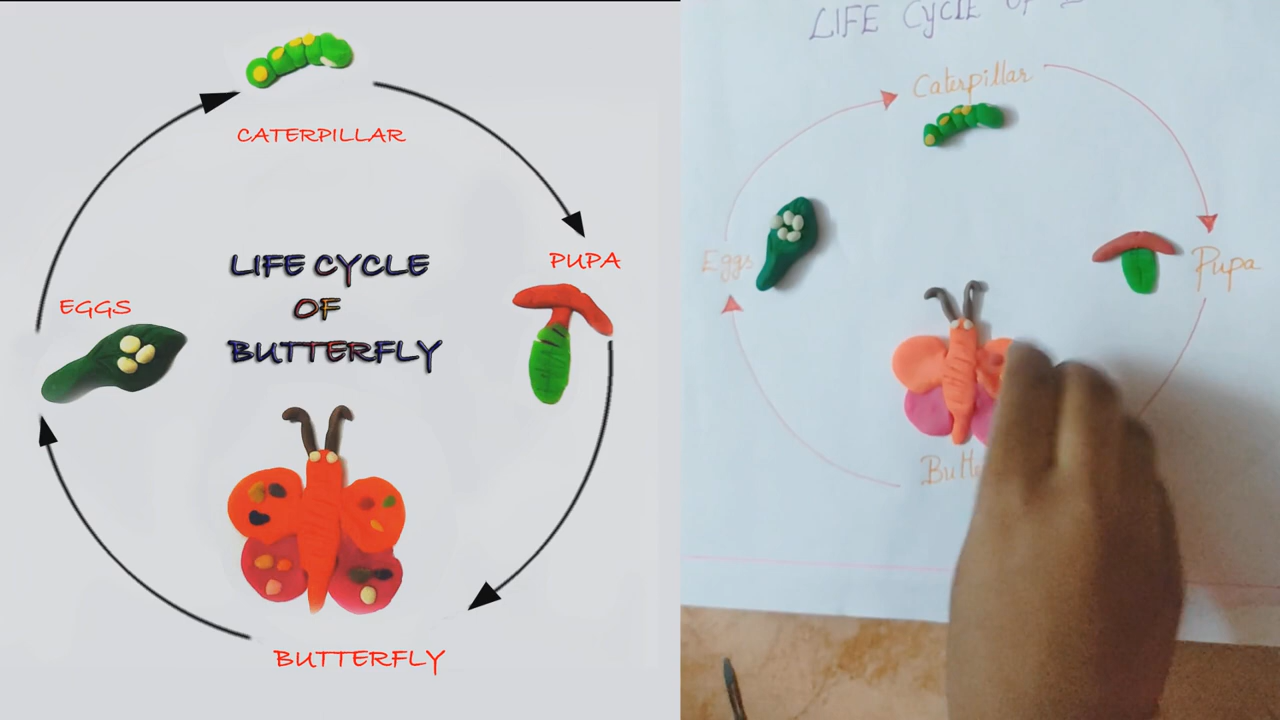 CATERPILLAR
LIFE CYCLE
OF
BUTTERFLY
PUPA
EGGS
BUTTERFLY
LIFE CYCLE OF
Caterpillar
Eggs
Pupa